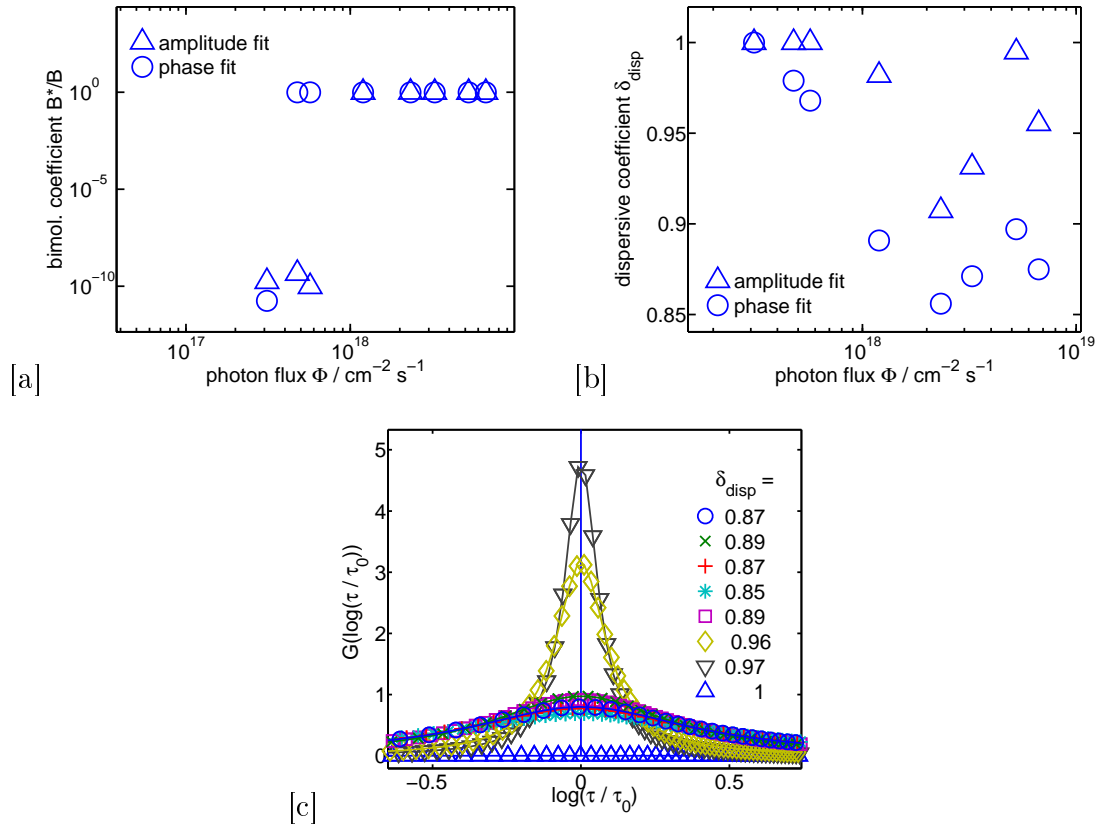 amplitude fit
phase fit
10^0
10^−5
10^−10
10^17
10^18
bimol. coefficient B*/B
photon flux Φ / cm^−2 s^−1
[a]
1
0.95
0.9
0.85
10^18
10^19
dispersive coefficient δ_disp
amplitude fit
phase fit
photon flux Φ / cm^−2 s^−1
[b]
5
4
3
2
1
0
−0.5
0
0.5
G(log(τ / τ_0))
log(τ / τ_0)
δ_disp =
0.87
0.89
0.87
0.85
0.89
0.96
0.97
1
[c]